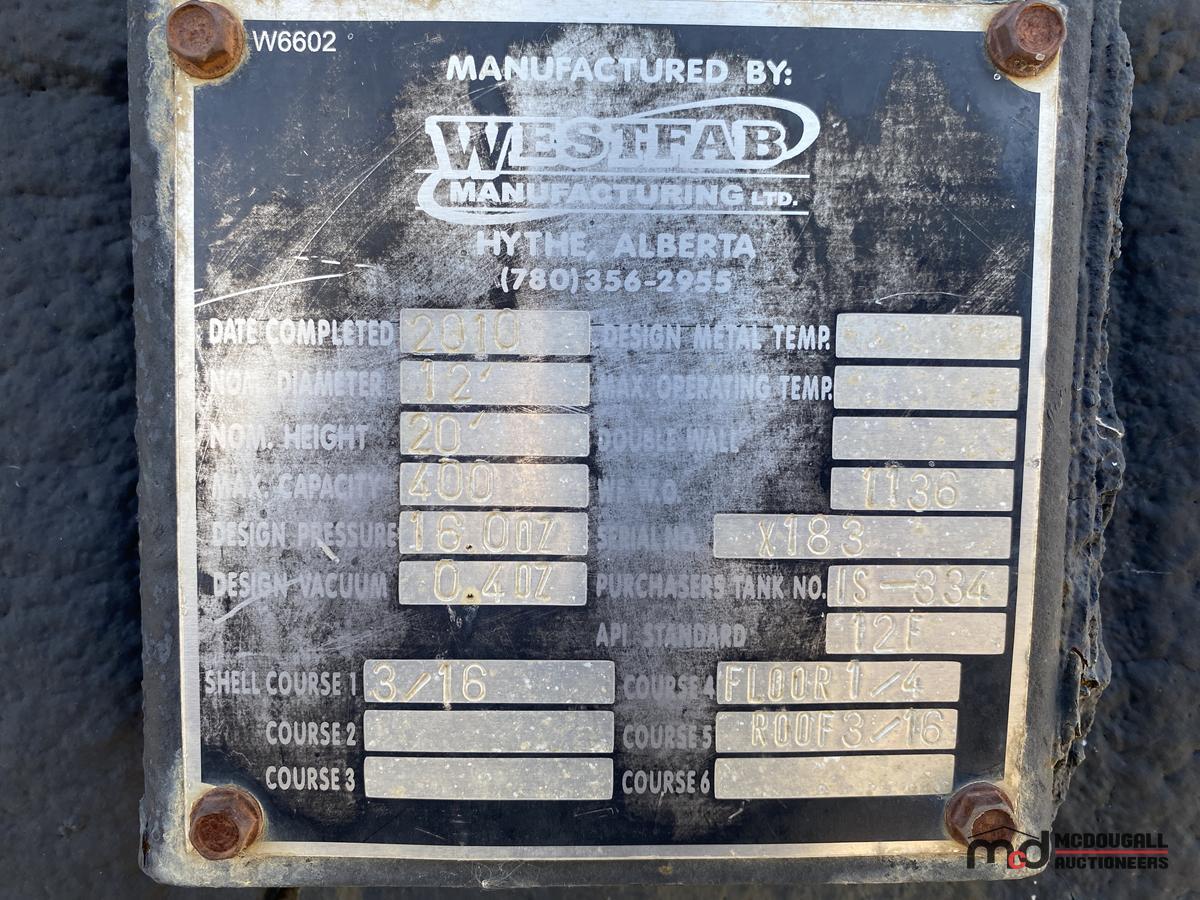 W6602
MANUFACTURED BY:
WESTFAB
MANUFACTURING LTD.
HYTHE, ALBERTA
(780) 356-2955
DATE COMPLETED 2010 DESIGN METAL TEMP.
NOM. DIAMETER 12' MAX OPERATING TEMP.
NOM. HEIGHT 20' DOUBLE WALL
MAX. CAPACITY 400 1136
DESIGN PRESSURE 16.0OZ SERIAL NO. X183
DESIGN VACUUM 0.4OZ PURCHASERS TANK NO. IS-334
API. STANDARD 12F
SHELL COURSE 1 3/16 COURSE 4 FLOOR 1/4
COURSE 2 COURSE 5 ROOF 3/16
COURSE 3 COURSE 6
mcd MCDOUGALL
AUCTIONEERS